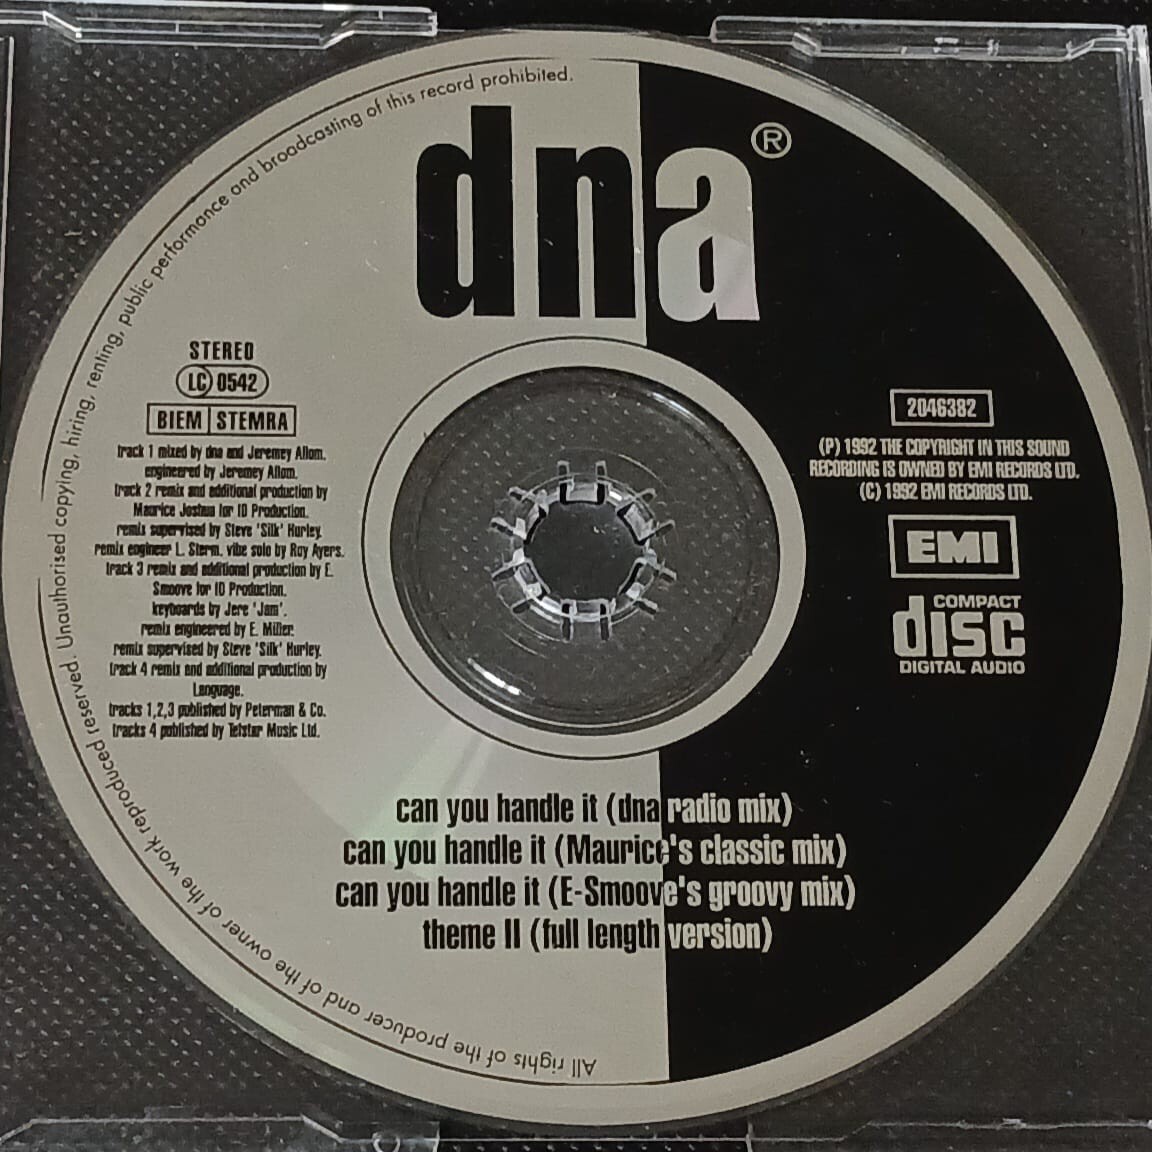 dna®
STEREO
LC 0542
BIEM STEMRA
track 1 mixed by dna and Jeremey Allom.
engineered by Jeremey Allom.
track 2 remix and additional production by
Maurice Joshua for ID Production.
remix supervised by Steve 'Silk' Hurley.
remix engineer L. Sterm. vibe solo by Roy Ayers.
track 3 remix and additional production by E.
Smoove for ID Production.
keyboards by Jere 'Jam'.
remix engineered by E. Miller.
remix supervised by Steve 'Silk' Hurley.
track 4 remix and additional production by
Language.
tracks 1,2,3 published by Peterman & Co.
tracks 4 published by Telstar Music Ltd.
2046382
(P) 1992 THE COPYRIGHT IN THIS SOUND
RECORDING IS OWNED BY EMI RECORDS LTD.
(C) 1992 EMI RECORDS LTD.
EMI
COMPACT
disc
DIGITAL AUDIO
can you handle it (dna radio mix)
can you handle it (Maurice's classic mix)
can you handle it (E-Smoove's groovy mix)
theme II (full length version)
All rights of the producer and of the owner of the work reproduced reserved. Unauthorised copying, hiring, renting, public performance and broadcasting of this record prohibited.